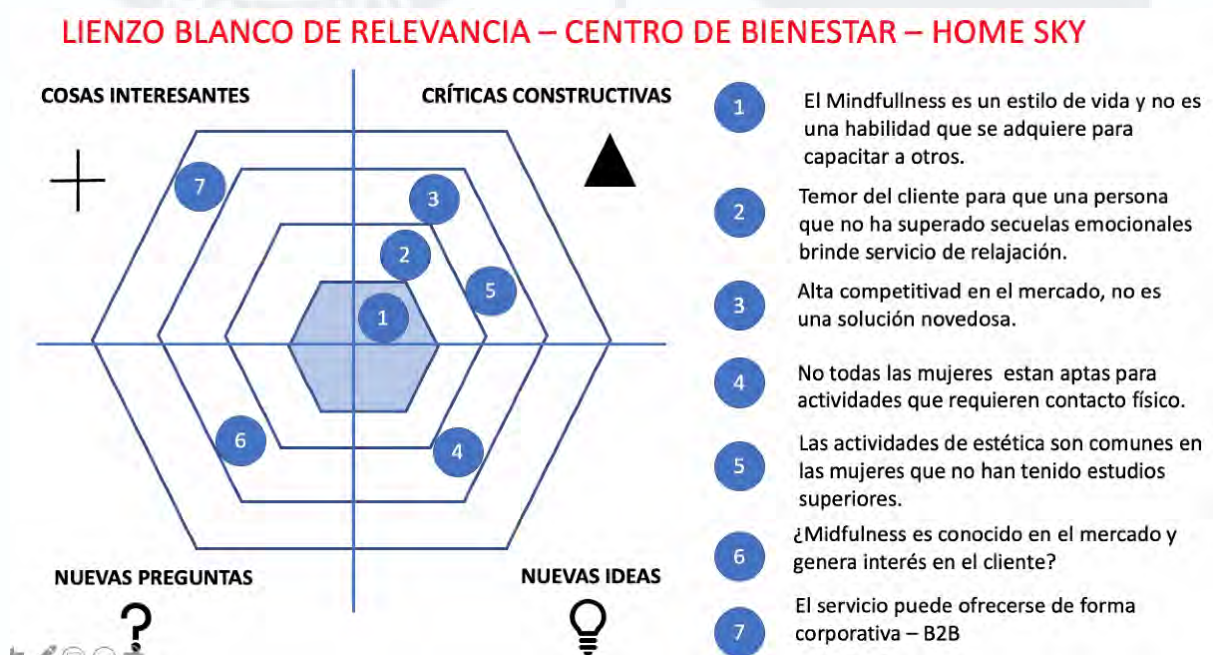 LIENZO BLANCO DE RELEVANCIA – CENTRO DE BIENESTAR – HOME SKY
COSAS INTERESANTES
CRÍTICAS CONSTRUCTIVAS
7
3
2
5
1
6
4
NUEVAS PREGUNTAS
?
NUEVAS IDEAS
1
El Mindfullness es un estilo de vida y no es
una habilidad que se adquiere para
capacitar a otros.
2
Temor del cliente para que una persona
que no ha superado secuelas emocionales
brinde servicio de relajación.
3
Alta competitivad en el mercado, no es
una solución novedosa.
4
No todas las mujeres estan aptas para
actividades que requieren contacto físico.
5
Las actividades de estética son comunes en
las mujeres que no han tenido estudios
superiores.
6
¿Midfulness es conocido en el mercado y
genera interés en el cliente?
7
El servicio puede ofrecerse de forma
corporativa – B2B